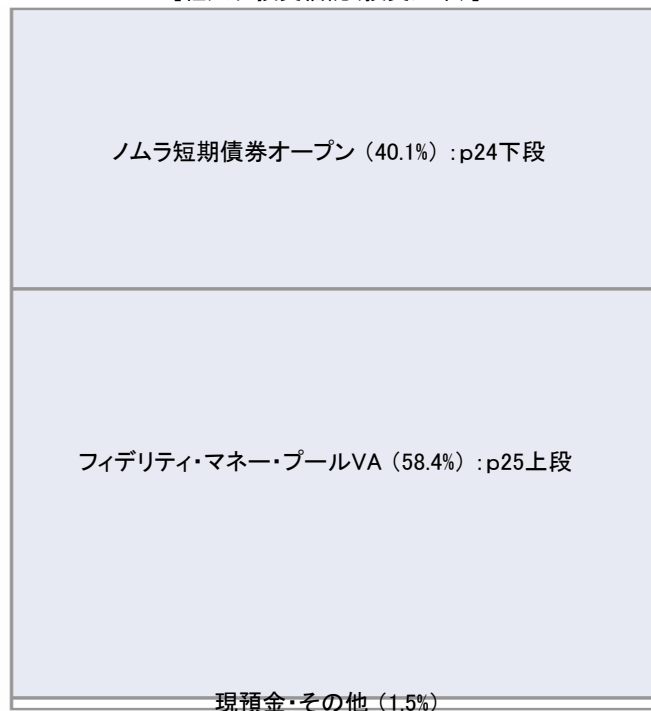 ノムラ短期債券オープン (40.1%) :p24下段
フィデリティ・マネー・プールVA (58.4%) :p25上段
現預金・その他 (1.5%)